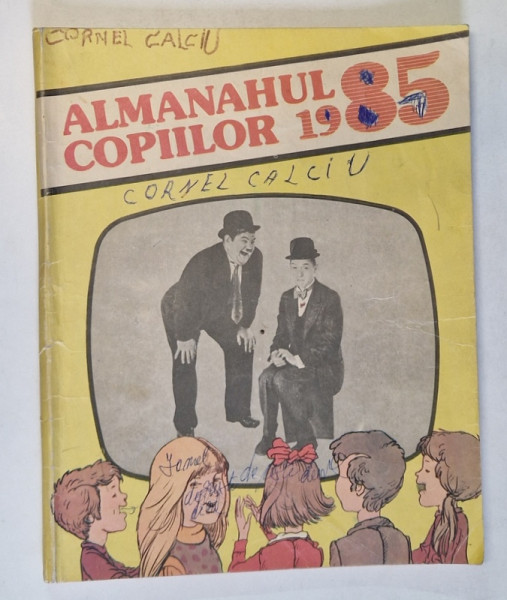 CORNEL CALCIU
ALMANAHUL
COPIILOR 1985
CORNEL CALCIU